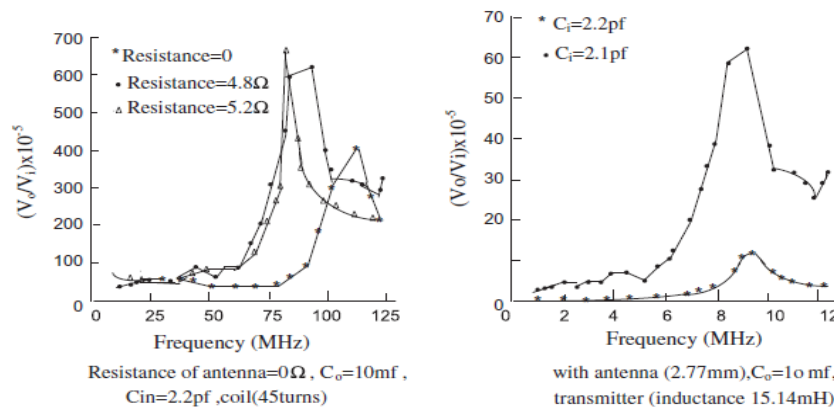 700
600
500
400
300
200
100
0
(Vₒ/Vᵢ)x10⁻⁵
*Resistance=0
• Resistance=4.8Ω
△ Resistance=5.2Ω
0 25 50 75 100 125
Frequency (MHz)
Resistance of antenna=0Ω , Cₒ=10mf ,
Cin=2.2pf ,coil(45turns)
70
60
50
40
30
20
0
(Vo/Vi)x10⁻⁵
* Cᵢ=2.2pf
• Cᵢ=2.1pf
0 2 4 6 8 10 12
Frequency (MHz)
with antenna (2.77mm),Cₒ=1o mf,
transmitter (inductance 15.14mH)